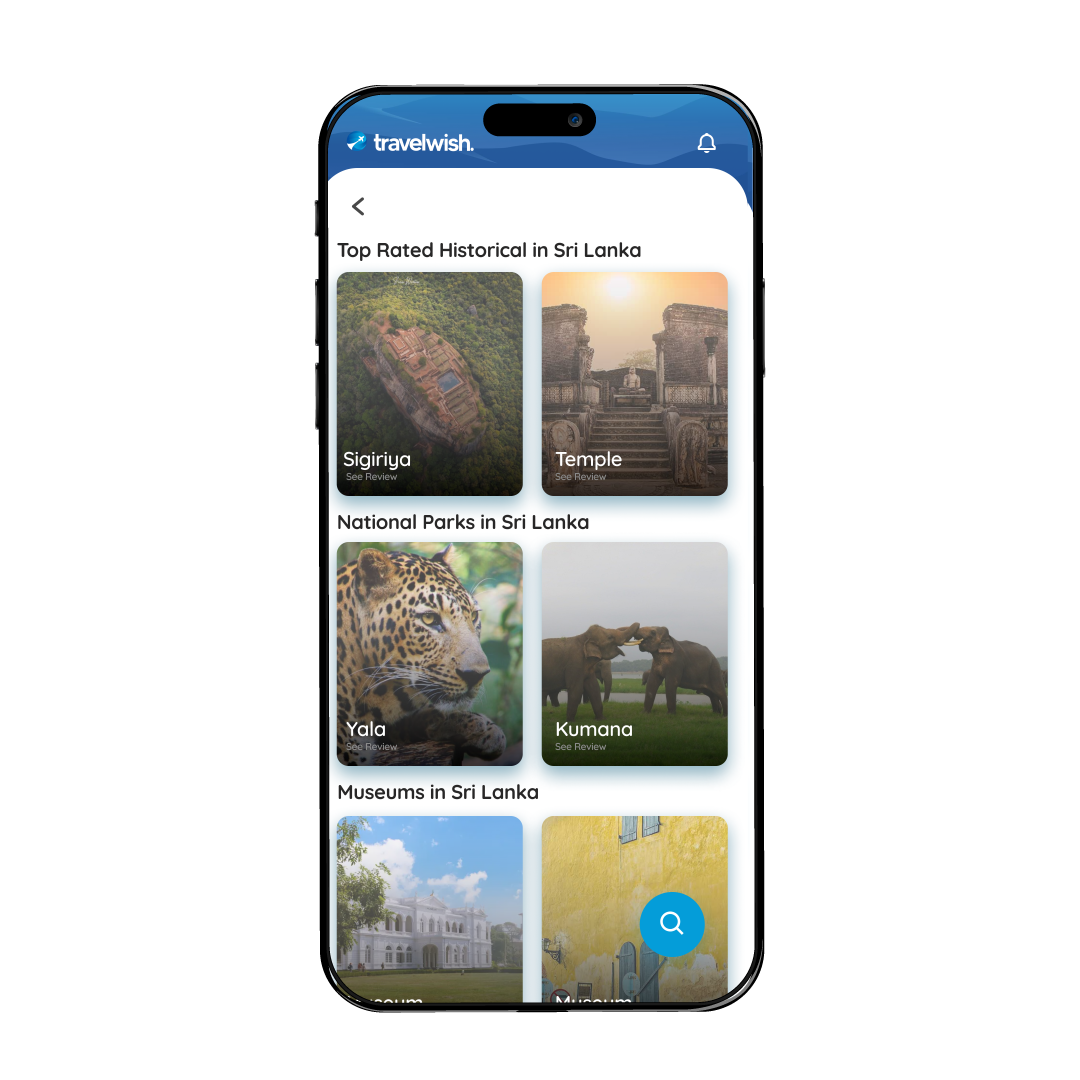 travelwish.
Top Rated Historical in Sri Lanka
Sigiriya
See Review
Temple
See Review
National Parks in Sri Lanka
Yala
See Review
Kumana
See Review
Museums in Sri Lanka
Museum